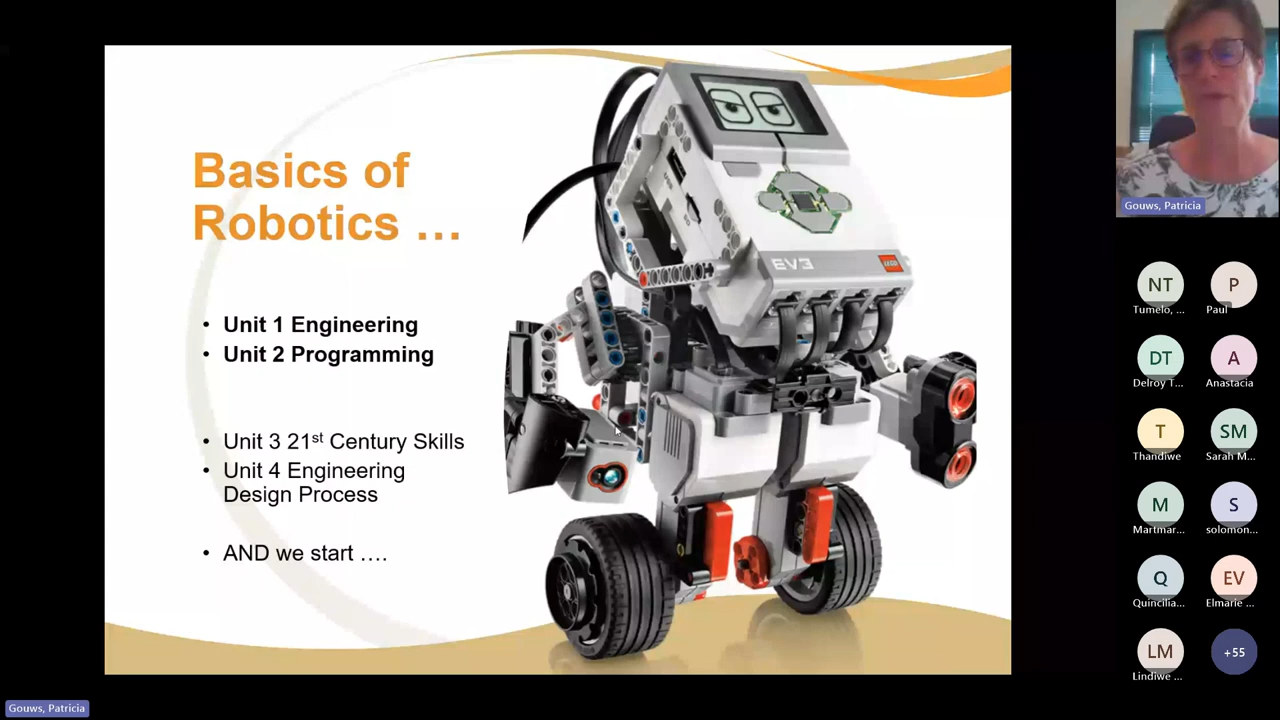 Basics of
Robotics …
• Unit 1 Engineering
• Unit 2 Programming
• Unit 3 21st Century Skills
• Unit 4 Engineering
Design Process
• AND we start ….
EV3
LEGO
Gouws, Patricia
NT
P
Tumelo, ...
Paul
DT
A
Delroy T...
Anastacia
T
SM
Thandiwe
Sarah M...
M
S
Martmar...
solomon...
Q
EV
Quincilia...
Elmarie ...
LM
+55
Lindiwe ...
Gouws, Patricia